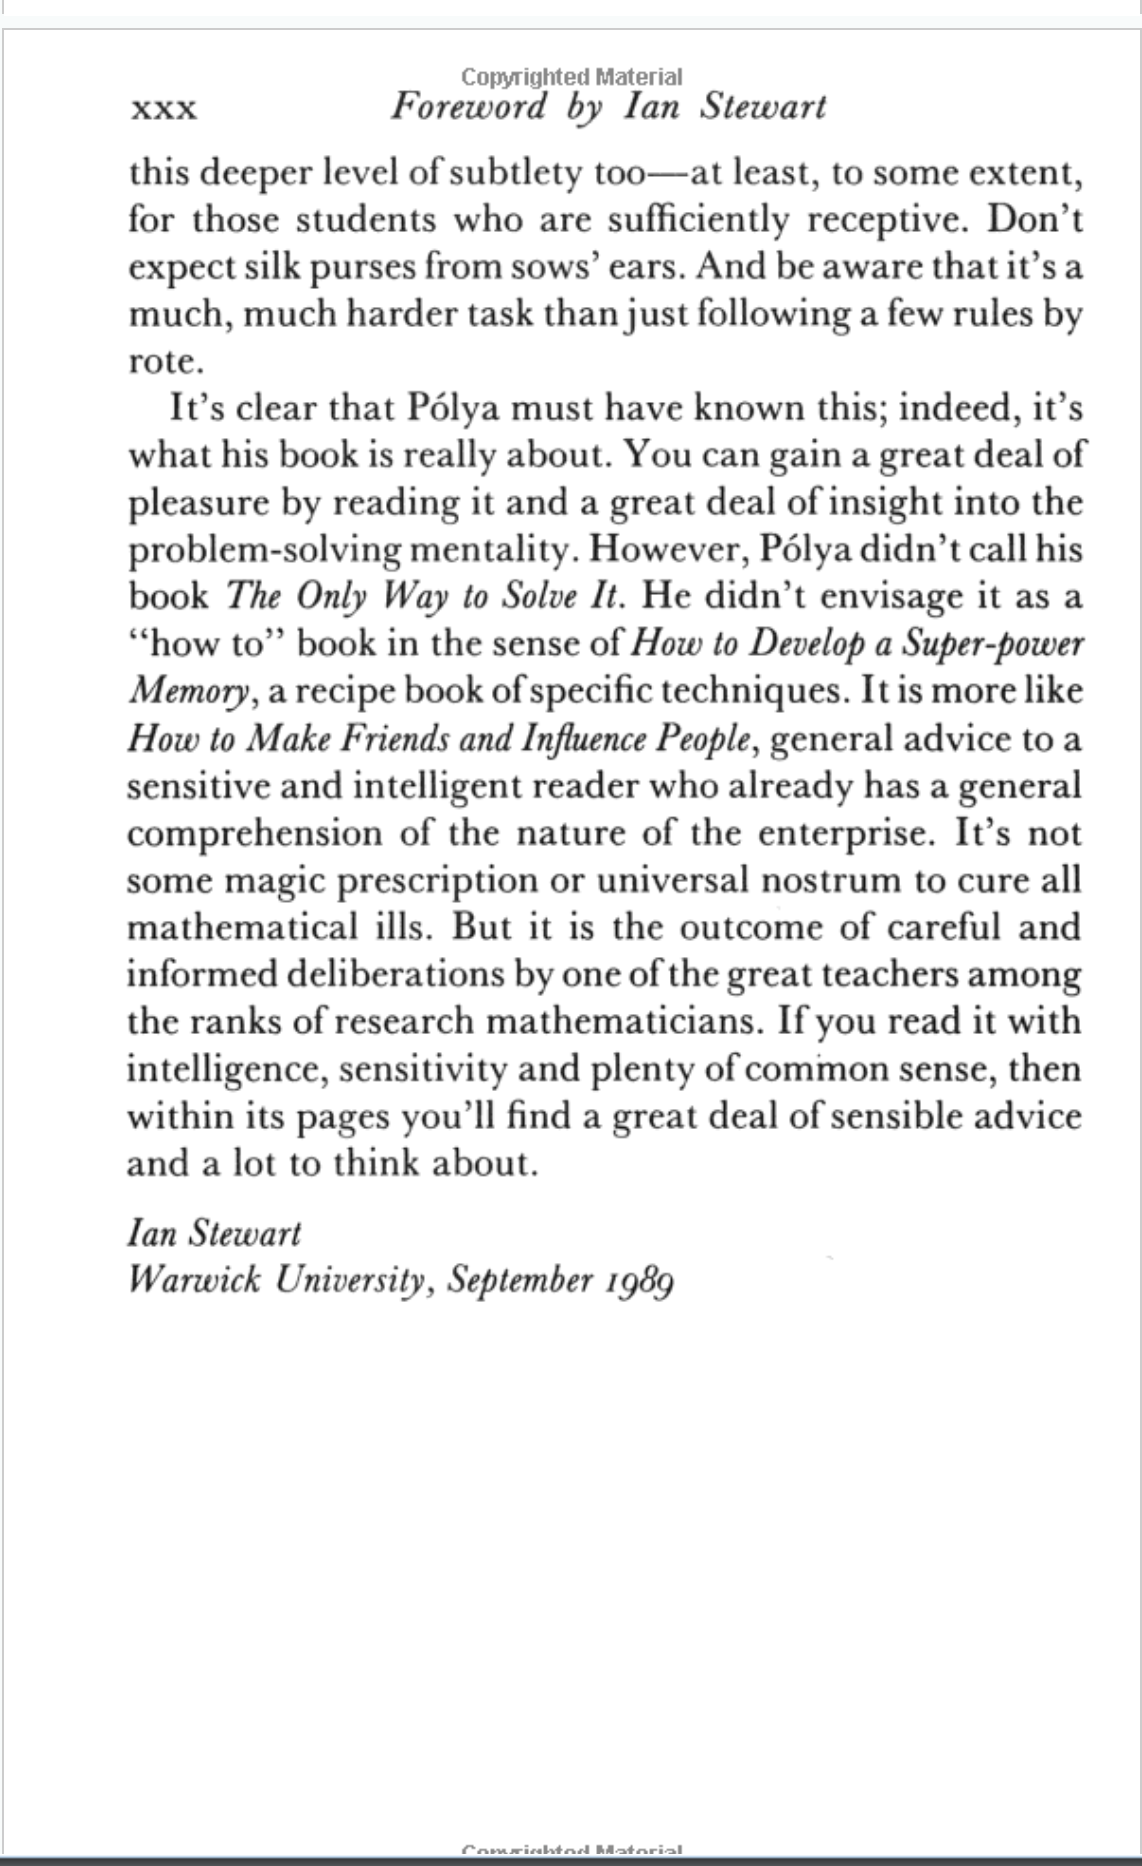 Copyrighted Material
xxx Foreword by Ian Stewart
this deeper level of subtlety too—at least, to some extent,
for those students who are sufficiently receptive. Don’t
expect silk purses from sows’ ears. And be aware that it’s a
much, much harder task than just following a few rules by
rote.
It’s clear that Pólya must have known this; indeed, it’s
what his book is really about. You can gain a great deal of
pleasure by reading it and a great deal of insight into the
problem-solving mentality. However, Pólya didn’t call his
book The Only Way to Solve It. He didn’t envisage it as a
“how to” book in the sense of How to Develop a Super-power
Memory, a recipe book of specific techniques. It is more like
How to Make Friends and Influence People, general advice to a
sensitive and intelligent reader who already has a general
comprehension of the nature of the enterprise. It’s not
some magic prescription or universal nostrum to cure all
mathematical ills. But it is the outcome of careful and
informed deliberations by one of the great teachers among
the ranks of research mathematicians. If you read it with
intelligence, sensitivity and plenty of common sense, then
within its pages you’ll find a great deal of sensible advice
and a lot to think about.
Ian Stewart
Warwick University, September 1989
Copyrighted Material